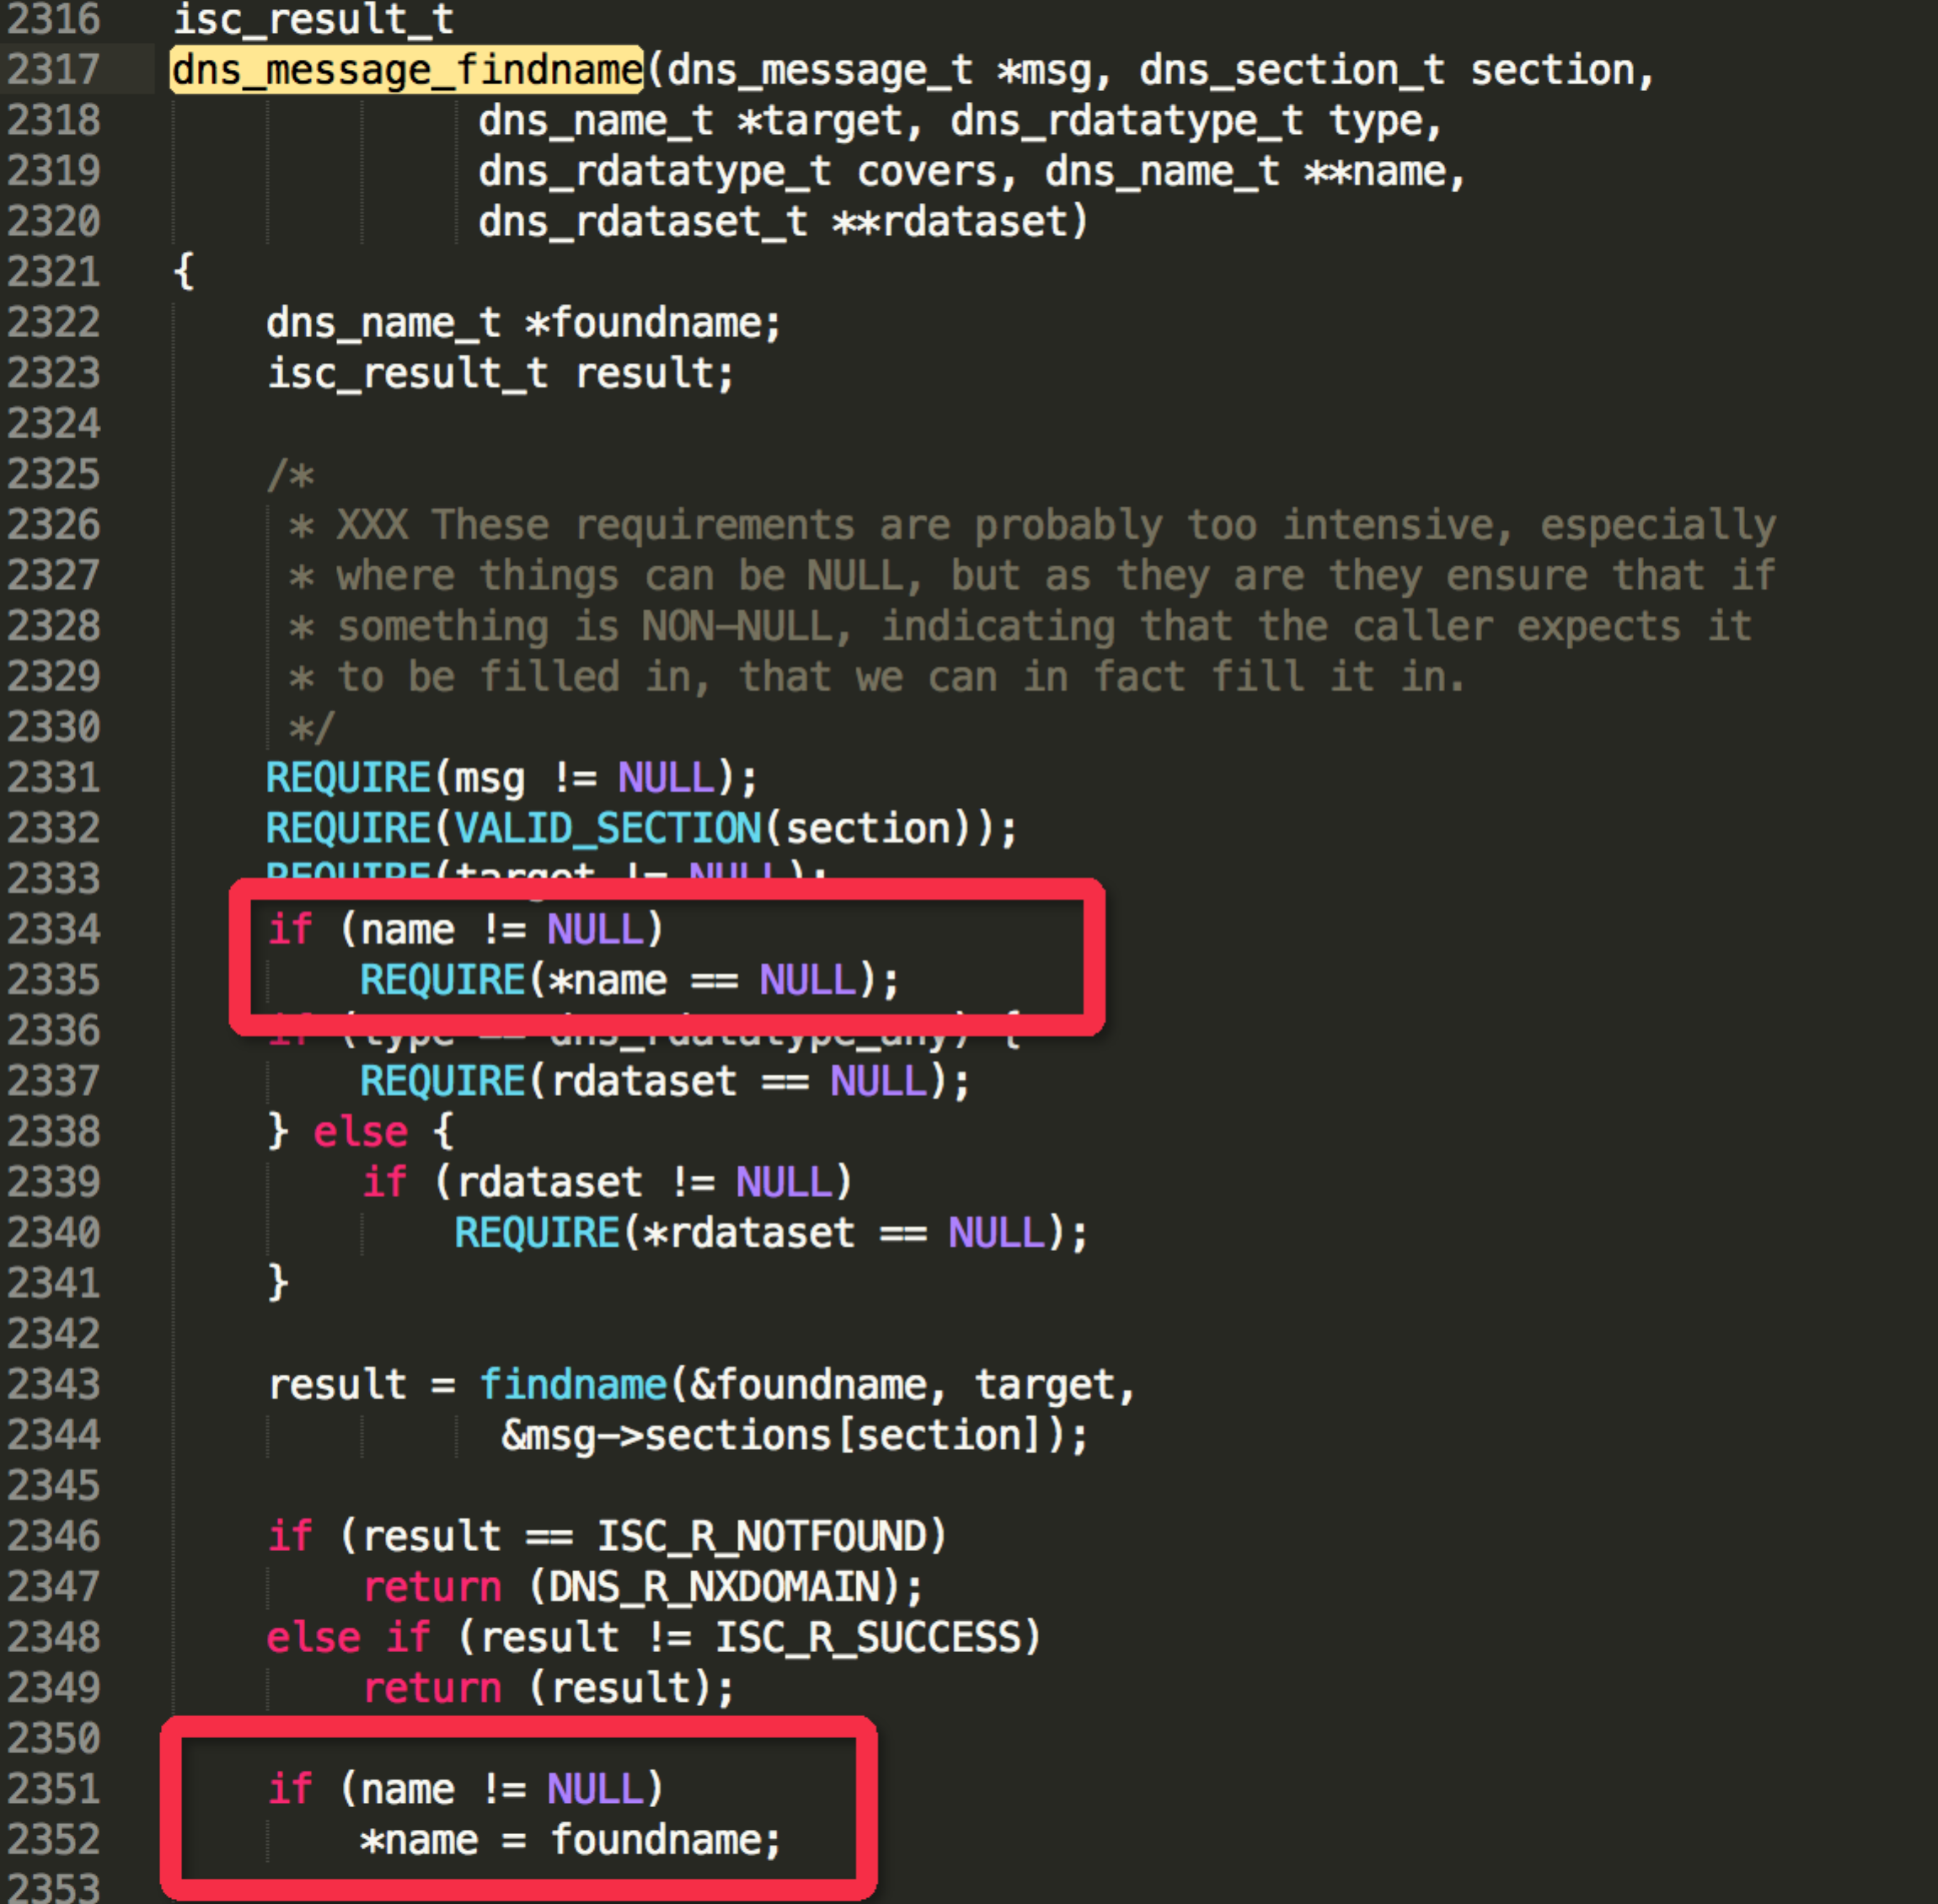 2316 isc_result_t
2317 dns_message_findname(dns_message_t *msg, dns_section_t section,
2318 dns_name_t *target, dns_rdatatype_t type,
2319 dns_rdatatype_t covers, dns_name_t **name,
2320 dns_rdataset_t **rdataset)
2321 {
2322 dns_name_t *foundname;
2323 isc_result_t result;
2324
2325 /*
2326 * XXX These requirements are probably too intensive, especially
2327 * where things can be NULL, but as they are they ensure that if
2328 * something is NON-NULL, indicating that the caller expects it
2329 * to be filled in, that we can in fact fill it in.
2330 */
2331 REQUIRE(msg != NULL);
2332 REQUIRE(VALID_SECTION(section));
2333 REQUIRE(target != NULL);
2334 if (name != NULL)
2335 REQUIRE(*name == NULL);
2336 if (type == dns_rdatatype_any) {
2337 REQUIRE(rdataset == NULL);
2338 } else {
2339 if (rdataset != NULL)
2340 REQUIRE(*rdataset == NULL);
2341 }
2342
2343 result = findname(&foundname, target,
2344 &msg->sections[section]);
2345
2346 if (result == ISC_R_NOTFOUND)
2347 return (DNS_R_NXDOMAIN);
2348 else if (result != ISC_R_SUCCESS)
2349 return (result);
2350
2351 if (name != NULL)
2352 *name = foundname;
2353